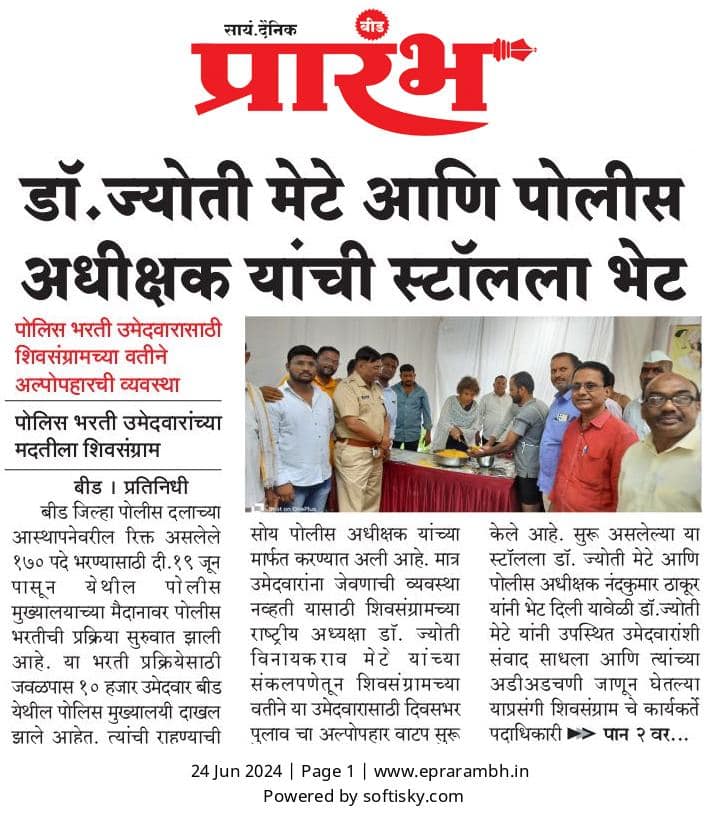 सायं.दैनिक
बीड
प्रारंभ
डॉ.ज्योती मेटे आणि पोलीस
अधीक्षक यांची स्टॉलला भेट
पोलिस भरती उमेदवारासाठी
शिवसंग्रामच्या वतीने
अल्पोपहारची व्यवस्था
पोलिस भरती उमेदवारांच्या
मदतीला शिवसंग्राम
बीड । प्रतिनिधी
बीड जिल्हा पोलीस दलाच्या
आस्थापनेवरील रिक्त असलेले
१७० पदे भरण्यासाठी दी.१९ जून
पासून येथील पोलीस
मुख्यालयाच्या मैदानावर पोलीस
भरतीची प्रक्रिया सुरुवात झाली
आहे. या भरती प्रक्रियेसाठी
जवळपास १० हजार उमेदवार बीड
येथील पोलिस मुख्यालयी दाखल
झाले आहेत. त्यांची राहण्याची
Shot on OnePlus
सोय पोलीस अधीक्षक यांच्या
मार्फत करण्यात अली आहे. मात्र
उमेदवारांना जेवणाची व्यवस्था
नव्हती यासाठी शिवसंग्रामच्या
राष्ट्रीय अध्यक्षा डॉ. ज्योती
विनायकराव मेटे यांच्या
संकलपणेतून शिवसंग्रामच्या
वतीने या उमेदवारासाठी दिवसभर
पुलाव चा अल्पोपहार वाटप सुरू
केले आहे. सुरू असलेल्या या
स्टॉलला डॉ. ज्योती मेटे आणि
पोलीस अधीक्षक नंदकुमार ठाकूर
यांनी भेट दिली यावेळी डॉ.ज्योती
मेटे यांनी उपस्थित उमेदवारांशी
संवाद साधला आणि त्यांच्या
अडीअडचणी जाणून घेतल्या
याप्रसंगी शिवसंग्राम चे कार्यकर्ते
पदाधिकारी पान २ वर...
24 Jun 2024 | Page 1 | www.eprarambh.in
Powered by softisky.com